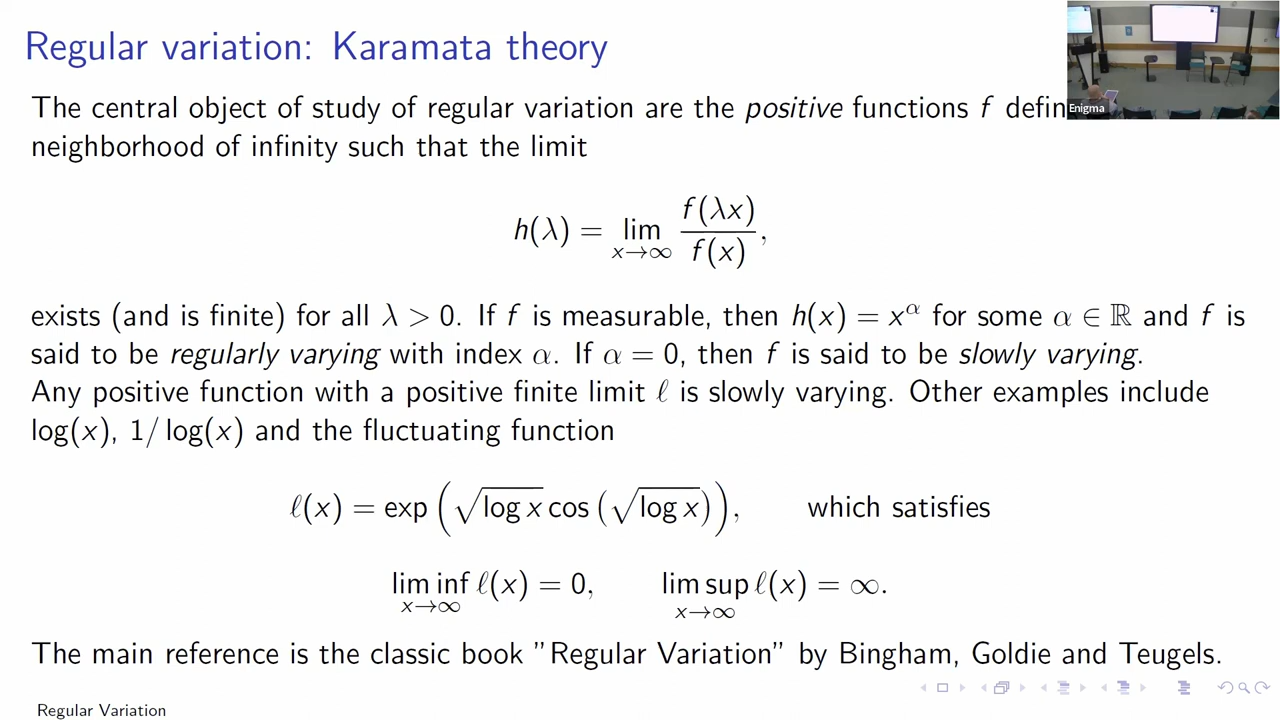 Regular variation: Karamata theory
The central object of study of regular variation are the positive functions f defin
neighborhood of infinity such that the limit
h(λ) = lim_{x→∞} f(λx)/f(x),
exists (and is finite) for all λ > 0. If f is measurable, then h(x) = x^α for some α ∈ ℝ and f is
said to be regularly varying with index α. If α = 0, then f is said to be slowly varying.
Any positive function with a positive finite limit ℓ is slowly varying. Other examples include
log(x), 1/ log(x) and the fluctuating function
ℓ(x) = exp (√(log x) cos (√(log x))), which satisfies
lim inf_{x→∞} ℓ(x) = 0, lim sup_{x→∞} ℓ(x) = ∞.
The main reference is the classic book "Regular Variation" by Bingham, Goldie and Teugels.
Regular Variation
Enigma